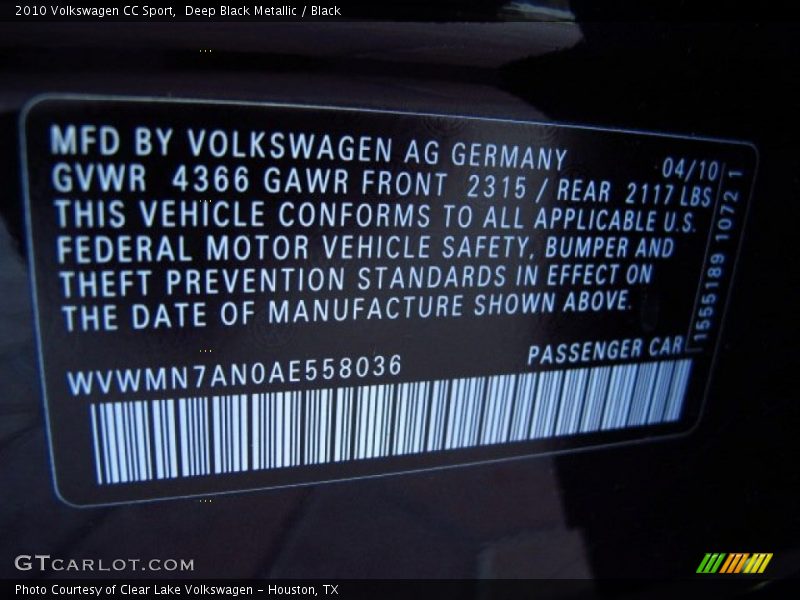 2010 Volkswagen CC Sport,  Deep Black Metallic / Black
MFD BY VOLKSWAGEN AG GERMANY 04/10
GVWR 4366 GAWR FRONT 2315 / REAR 2117 LBS
THIS VEHICLE CONFORMS TO ALL APPLICABLE U.S.
FEDERAL MOTOR VEHICLE SAFETY, BUMPER AND
THEFT PREVENTION STANDARDS IN EFFECT ON
THE DATE OF MANUFACTURE SHOWN ABOVE.
1555189 1072 1
WVWMN7AN0AE558036 PASSENGER CAR
GTCARLOT.COM
Photo Courtesy of Clear Lake Volkswagen - Houston, TX